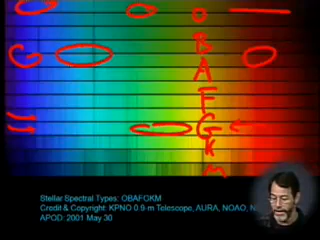 O
B
A
F
G
G
K
M
Stellar Spectral Types: OBAFGKM
Credit & Copyright: KPNO 0.9-m Telescope, AURA, NOAO, N
APOD: 2001 May 30